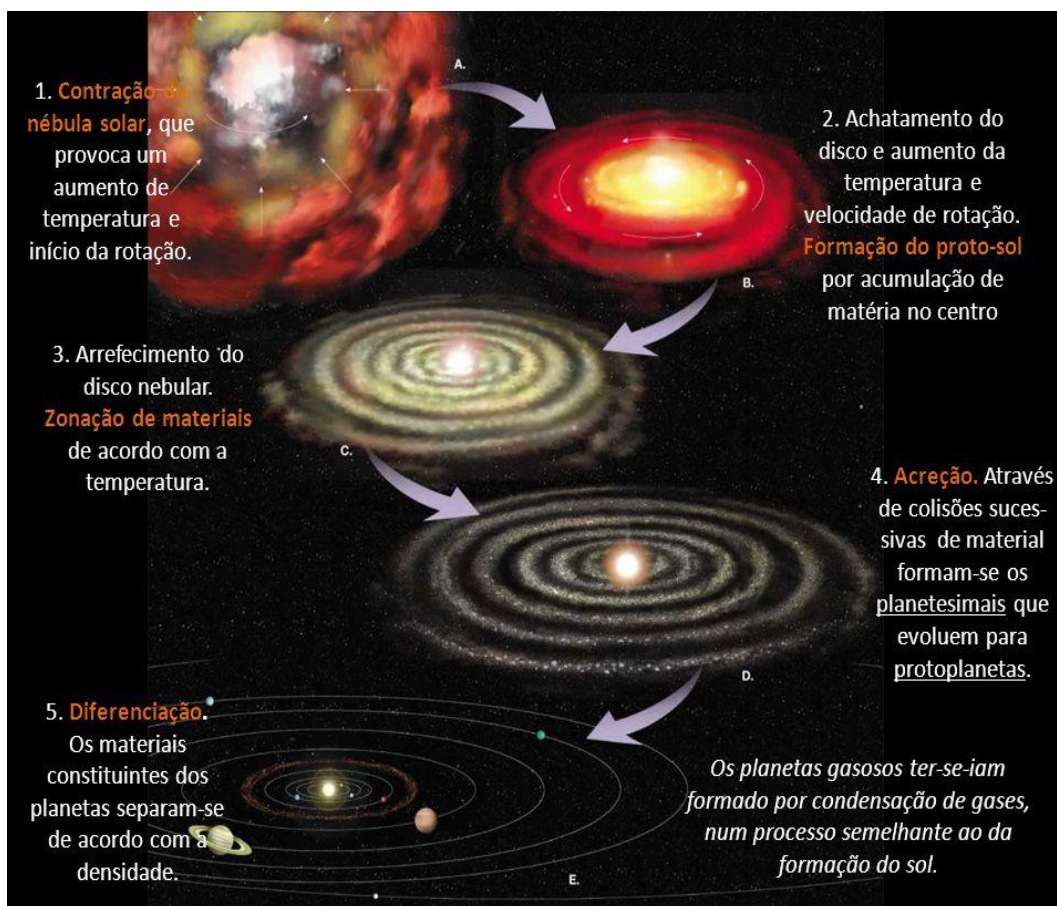 1. Contração da
nébula solar, que
provoca um
aumento de
temperatura e
início da rotação.
A.
2. Achatamento do
disco e aumento da
temperatura e
velocidade de rotação.
Formação do proto-sol
por acumulação de
matéria no centro
B.
3. Arrefecimento do
disco nebular.
Zonação de materiais
de acordo com a
temperatura.
C.
4. Acreção. Através
de colisões suces-
sivas de material
formam-se os
planetesimais que
evoluem para
protoplanetas.
D.
5. Diferenciação.
Os materiais
constituintes dos
planetas separam-se
de acordo com a
densidade.
Os planetas gasosos ter-se-iam
formado por condensação de gases,
num processo semelhante ao da
formação do sol.
E.